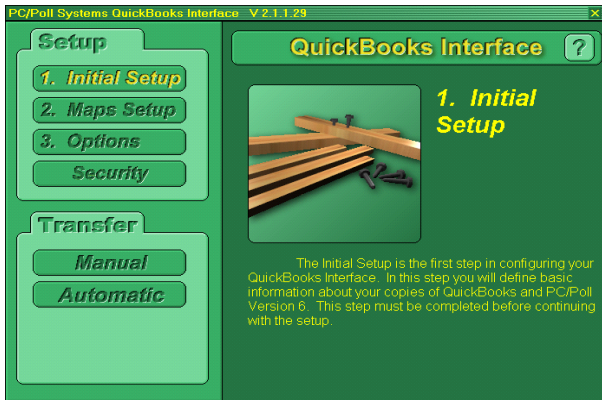 PC/Poll Systems QuickBooks Interface V 2.1.1.29
Setup
1. Initial Setup
2. Maps Setup
3. Options
Security
Transfer
Manual
Automatic
QuickBooks Interface ?
1. Initial
Setup
The Initial Setup is the first step in configuring your
QuickBooks Interface. In this step you will define basic
information about your copies of QuickBooks and PC/Poll
Version 6. This step must be completed before continuing
with the setup.